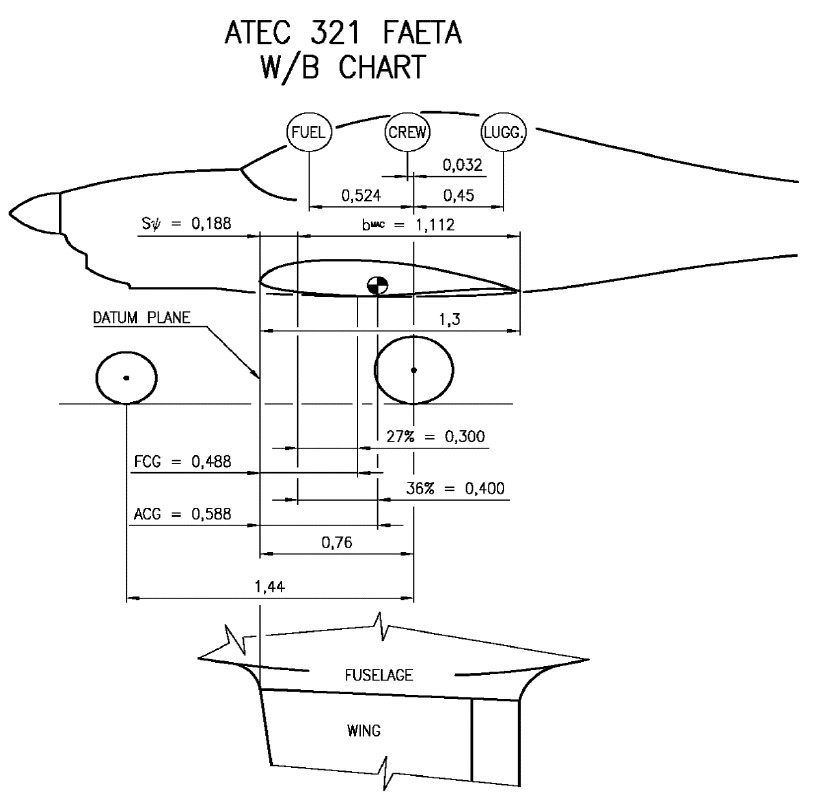 ATEC 321 FAETA
W/B CHART
FUEL
CREW
LUGG.
0,032
0,524
0,45
Sψ = 0,188
bMAC = 1,112
1,3
DATUM PLANE
27% = 0,300
FCG = 0,488
36% = 0,400
ACG = 0,588
0,76
1,44
FUSELAGE
WING